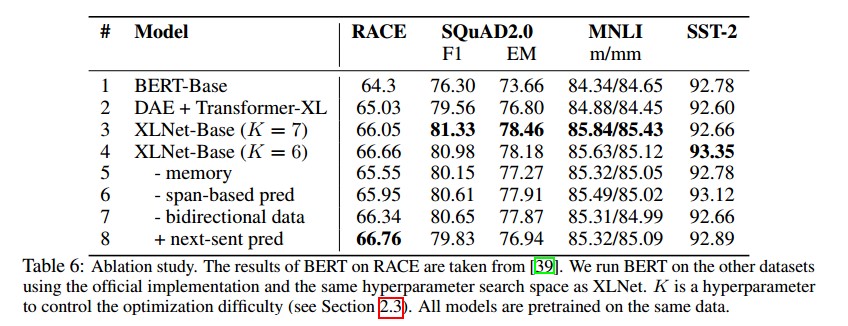 # Model RACE SQuAD2.0 MNLI SST-2
F1 EM m/mm
1 BERT-Base 64.3 76.30 73.66 84.34/84.65 92.78
2 DAE + Transformer-XL 65.03 79.56 76.80 84.88/84.45 92.60
3 XLNet-Base (K = 7) 66.05 81.33 78.46 85.84/85.43 92.66
4 XLNet-Base (K = 6) 66.66 80.98 78.18 85.63/85.12 93.35
5 - memory 65.55 80.15 77.27 85.32/85.05 92.78
6 - span-based pred 65.95 80.61 77.91 85.49/85.02 93.12
7 - bidirectional data 66.34 80.65 77.87 85.31/84.99 92.66
8 + next-sent pred 66.76 79.83 76.94 85.32/85.09 92.89
Table 6: Ablation study. The results of BERT on RACE are taken from [39]. We run BERT on the other datasets
using the official implementation and the same hyperparameter search space as XLNet. K is a hyperparameter
to control the optimization difficulty (see Section 2.3). All models are pretrained on the same data.